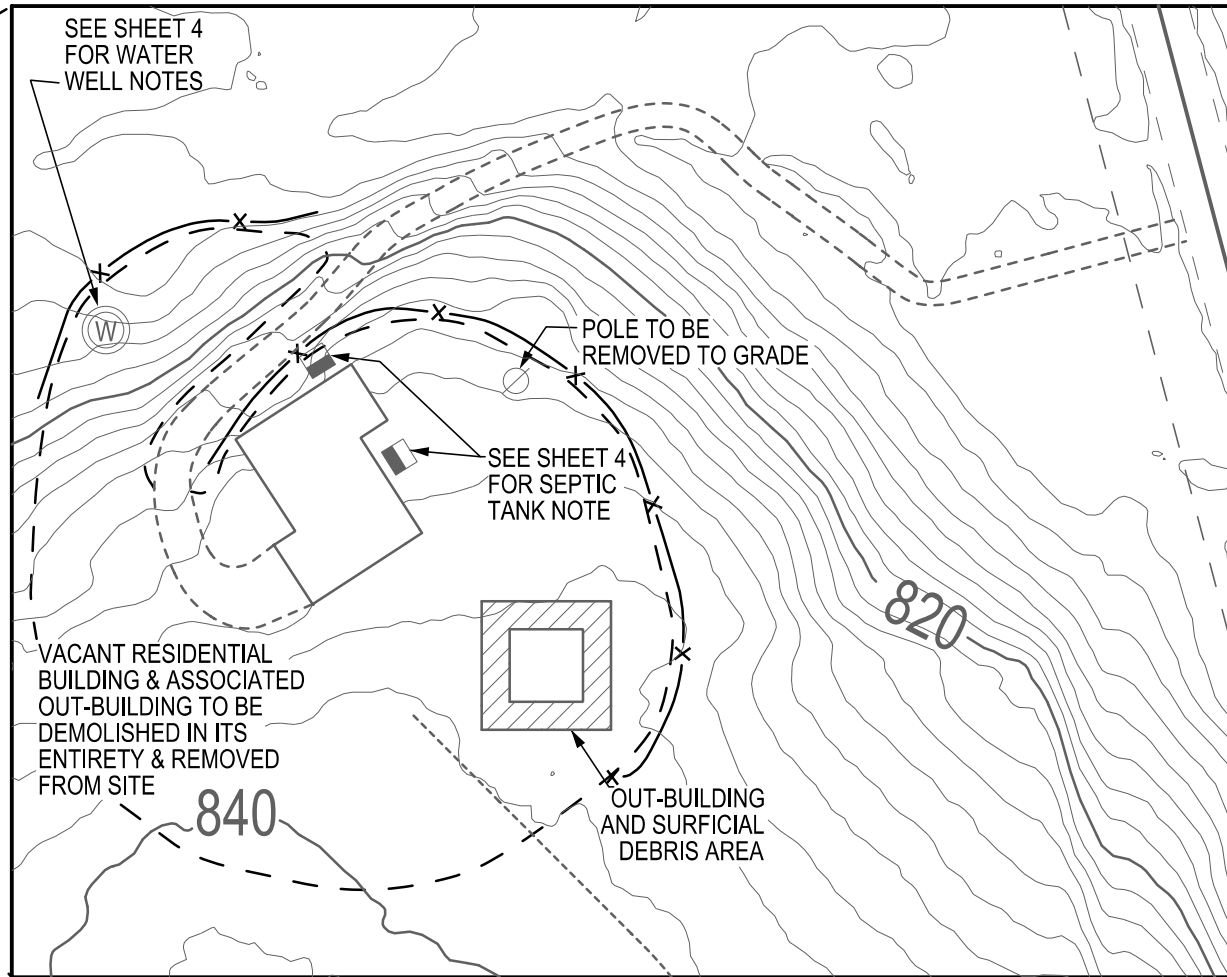 SEE SHEET 4
FOR WATER
WELL NOTES
W
POLE TO BE
REMOVED TO GRADE
SEE SHEET 4
FOR SEPTIC
TANK NOTE
820
VACANT RESIDENTIAL
BUILDING & ASSOCIATED
OUT-BUILDING TO BE
DEMOLISHED IN ITS
ENTIRETY & REMOVED
FROM SITE
840
OUT-BUILDING
AND SURFICIAL
DEBRIS AREA